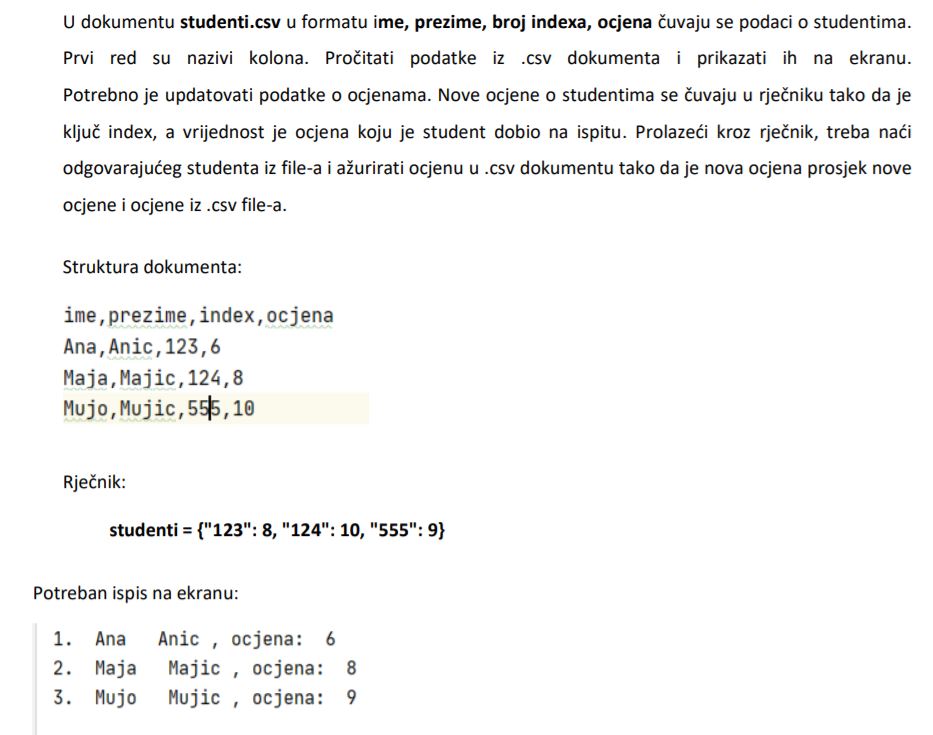 U dokumentu studenti.csv u formatu ime, prezime, broj indexa, ocjena čuvaju se podaci o studentima.
Prvi red su nazivi kolona. Pročitati podatke iz .csv dokumenta i prikazati ih na ekranu.
Potrebno je updatovati podatke o ocjenama. Nove ocjene o studentima se čuvaju u rječniku tako da je
ključ index, a vrijednost je ocjena koju je student dobio na ispitu. Prolazeći kroz rječnik, treba naći
odgovarajućeg studenta iz file-a i ažurirati ocjenu u .csv dokumentu tako da je nova ocjena prosjek nove
ocjene i ocjene iz .csv file-a.
Struktura dokumenta:
ime,prezime,index,ocjena
Ana,Anic,123,6
Maja,Majic,124,8
Mujo,Mujic,555,10
Rječnik:
studenti = {"123": 8, "124": 10, "555": 9}
Potreban ispis na ekranu:
1. Ana Anic , ocjena: 6
2. Maja Majic , ocjena: 8
3. Mujo Mujic , ocjena: 9